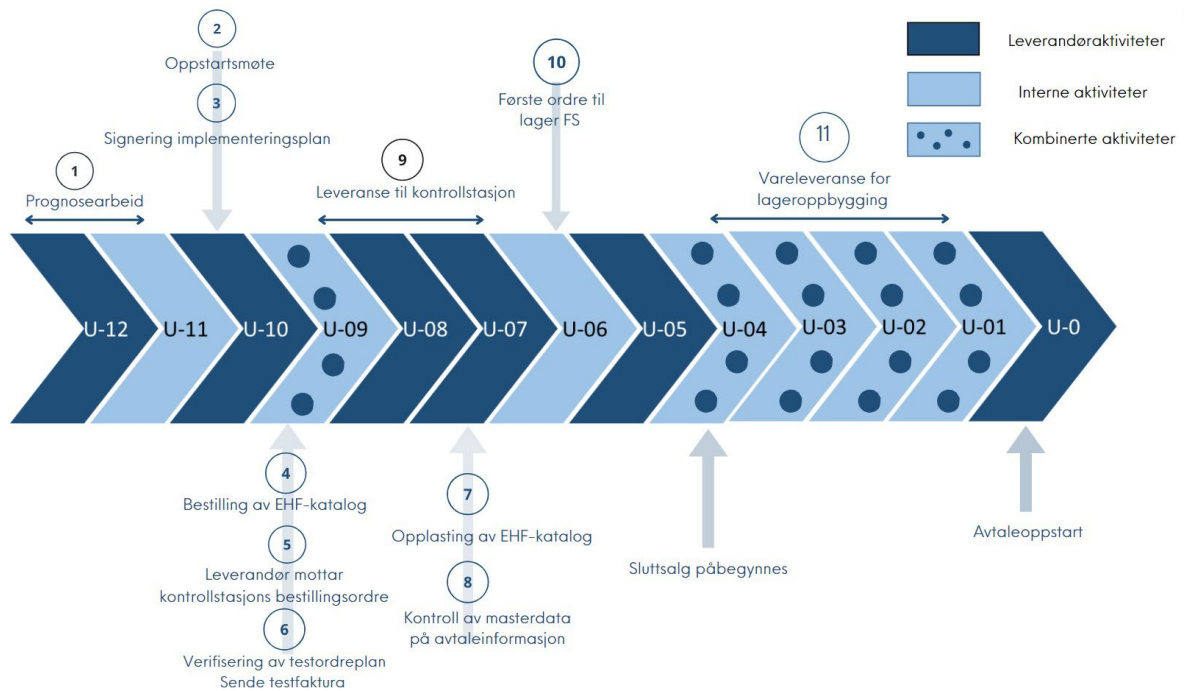 2
Oppstartsmøte
3
Signering implementeringsplan
1
Prognosearbeid
9
Leveranse til kontrollstasjon
10
Første ordre til
lager FS
11
Vareleveranse for
lageroppbygging
Leverandøraktiviteter
Interne aktiviteter
Kombinerte aktiviteter
U-12
U-11
U-10
U-09
U-08
U-07
U-06
U-05
U-04
U-03
U-02
U-01
U-0
4
Bestilling av EHF-katalog
5
Leverandør mottar
kontrollstasjons bestillingsordre
6
Verifisering av testordreplan
Sende testfaktura
7
Opplasting av EHF-katalog
8
Kontroll av masterdata
på avtaleinformasjon
Sluttsalg påbegynnes
Avtaleoppstart